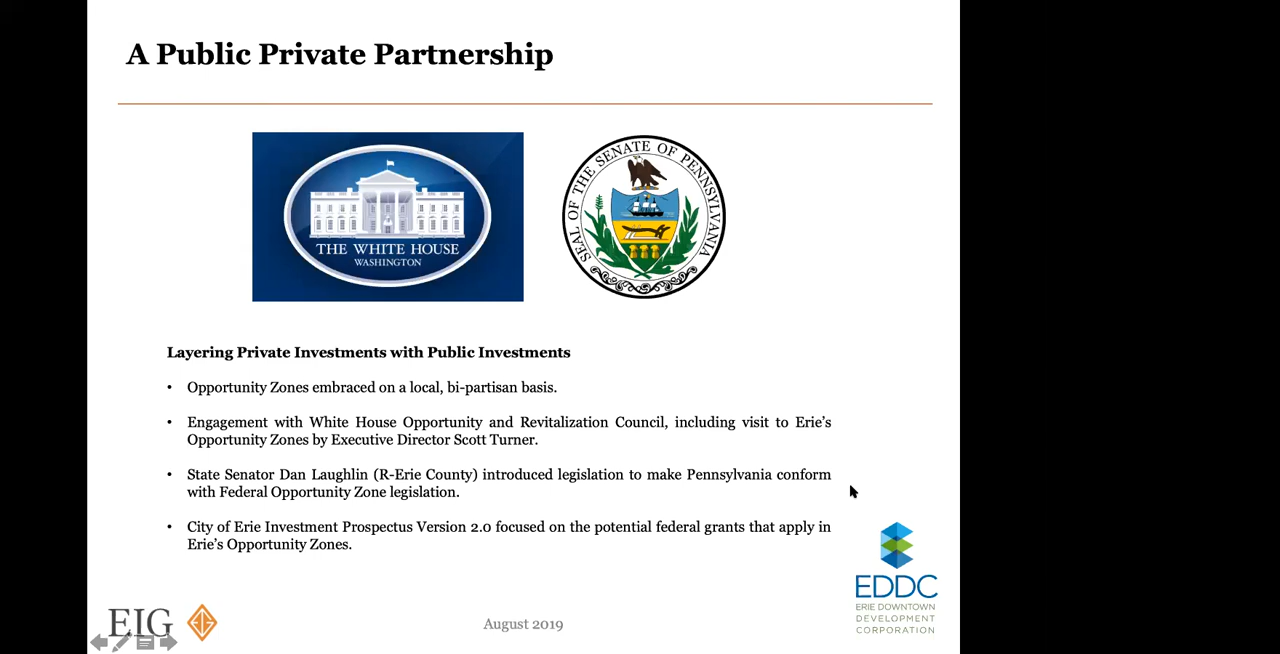 A Public Private Partnership
THE WHITE HOUSE
WASHINGTON
SEAL OF THE SENATE OF PENNSYLVANIA
Layering Private Investments with Public Investments
• Opportunity Zones embraced on a local, bi-partisan basis.
• Engagement with White House Opportunity and Revitalization Council, including visit to Erie's
Opportunity Zones by Executive Director Scott Turner.
• State Senator Dan Laughlin (R-Erie County) introduced legislation to make Pennsylvania conform
with Federal Opportunity Zone legislation.
• City of Erie Investment Prospectus Version 2.0 focused on the potential federal grants that apply in
Erie's Opportunity Zones.
EDDC
ERIE DOWNTOWN
DEVELOPMENT
CORPORATION
EIG
August 2019